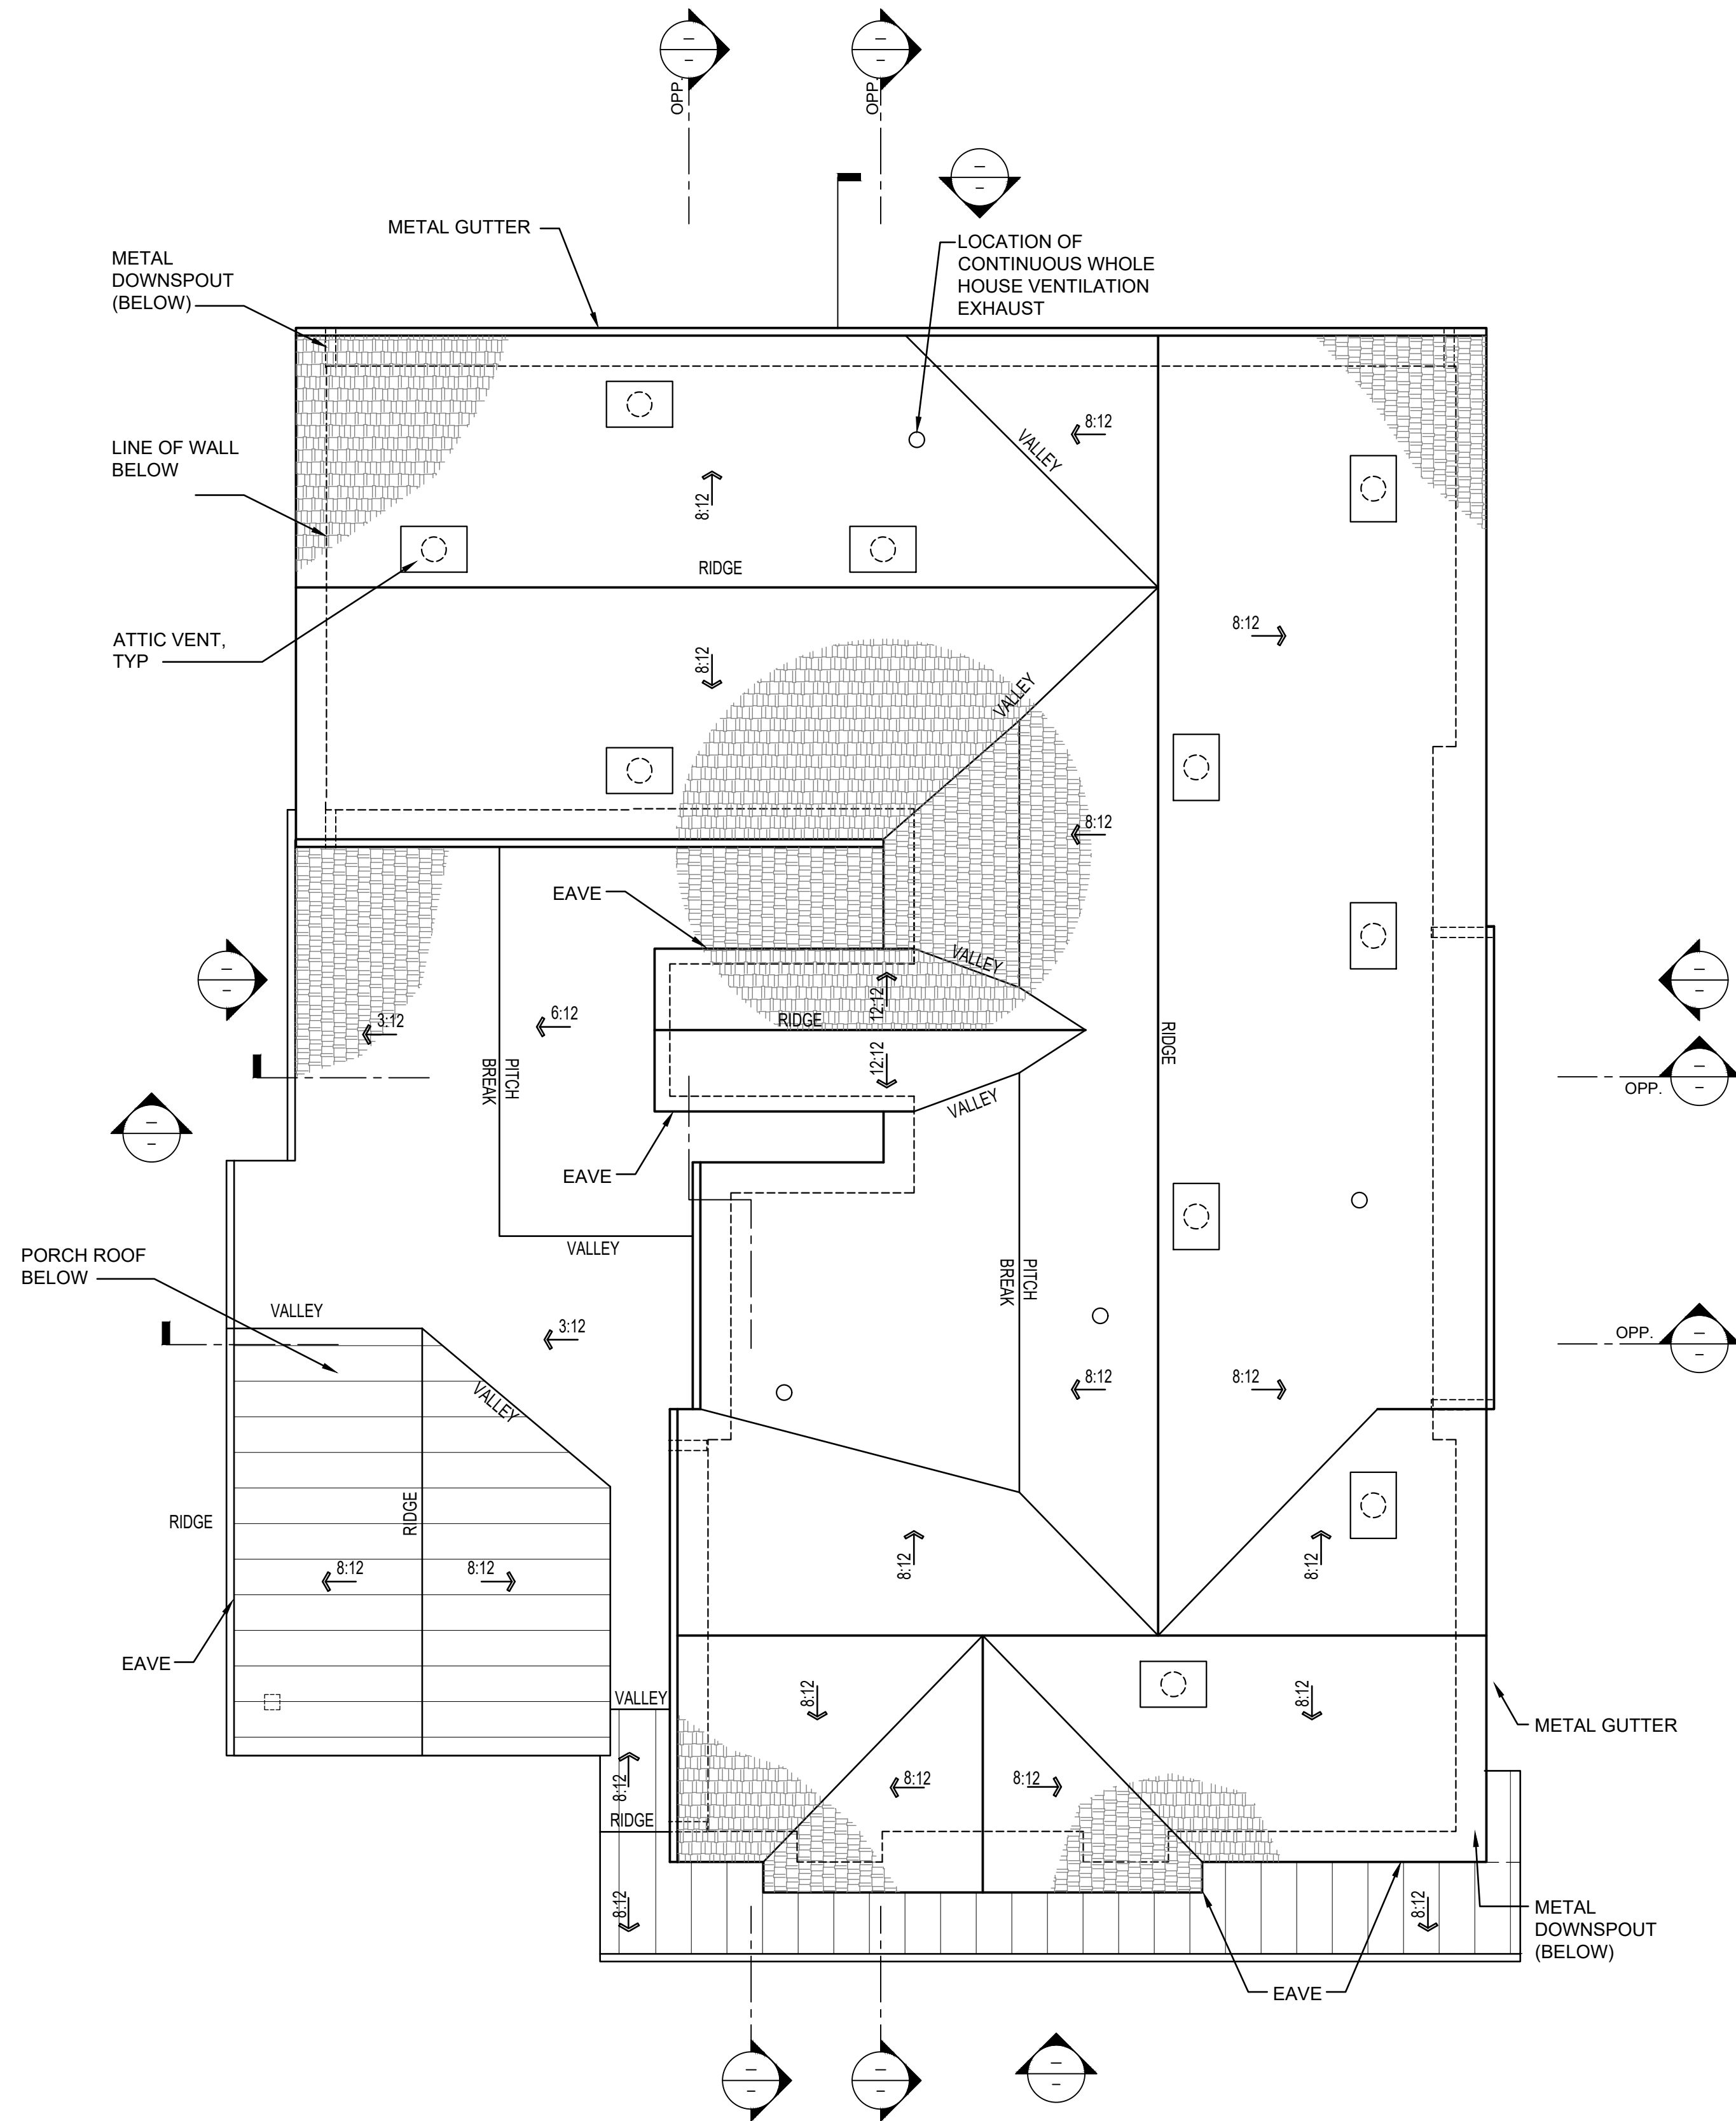 OPP.
OPP.
METAL GUTTER
LOCATION OF
CONTINUOUS WHOLE
HOUSE VENTILATION
EXHAUST
METAL
DOWNSPOUT
(BELOW)
8:12
VALLEY
LINE OF WALL
BELOW
8:12
RIDGE
8:12
ATTIC VENT,
TYP
8:12
VALLEY
8:12
EAVE
VALLEY
12:12
6:12
3:12
RIDGE
RIDGE
12:12
PITCH
BREAK
OPP.
VALLEY
EAVE
PORCH ROOF
BELOW
VALLEY
PITCH
BREAK
VALLEY
3:12
OPP.
8:12
8:12
VALLEY
RIDGE
RIDGE
8:12
8:12
8:12
8:12
EAVE
VALLEY
8:12
8:12
METAL GUTTER
8:12
8:12
8:12
RIDGE
8:12
8:12
METAL
DOWNSPOUT
(BELOW)
EAVE